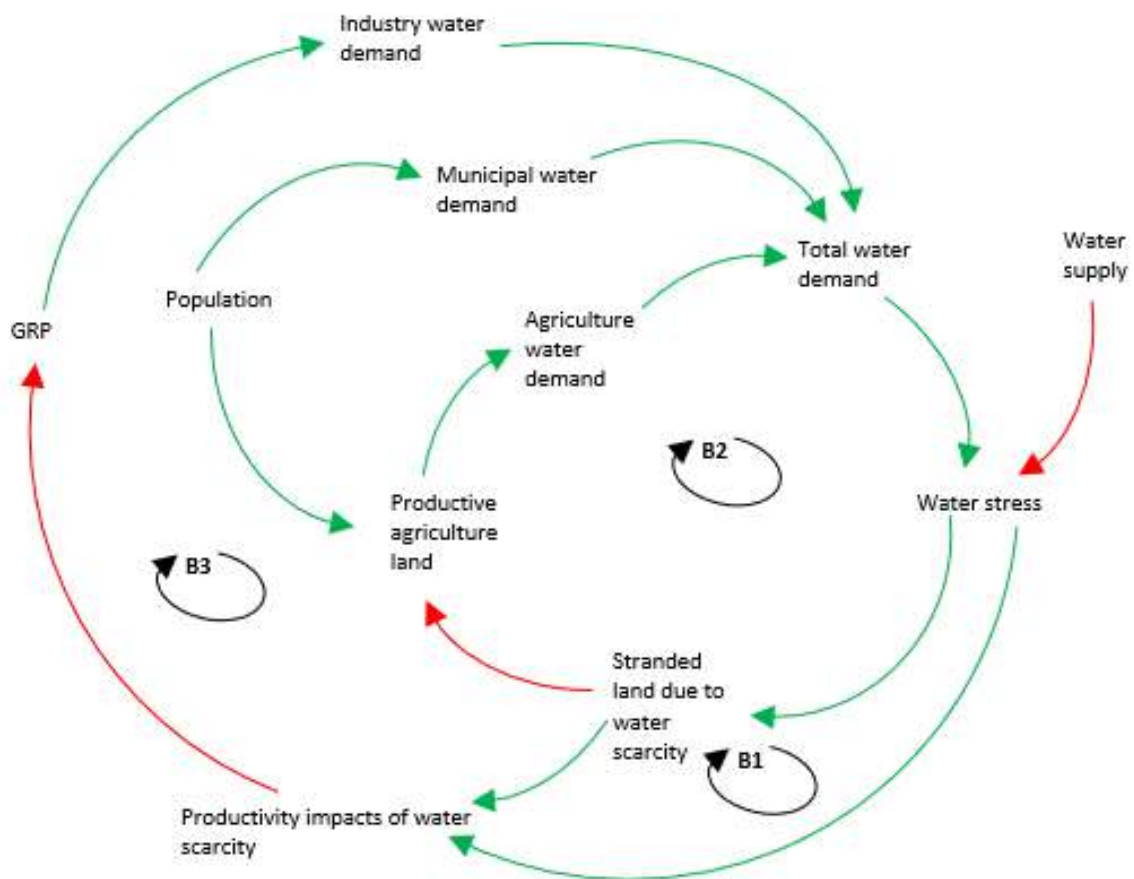 Industry water
demand
Municipal water
demand
Total water
demand
Water
supply
Population
GRP
Agriculture
water
demand
B2
Productive
agriculture
land
Water stress
B3
Stranded
land due to
water
scarcity
B1
Productivity impacts of water
scarcity